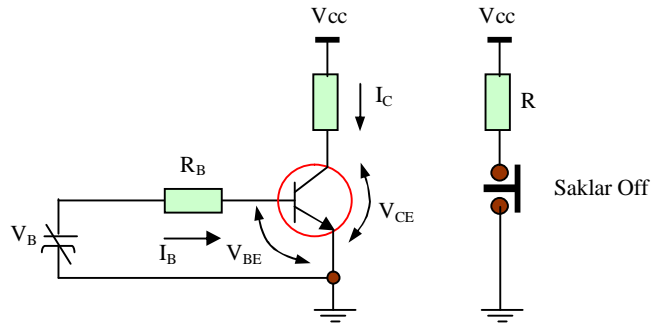 Vcc
Vcc
I_C
R
R_B
Saklar Off
V_CE
V_B
I_B
V_BE